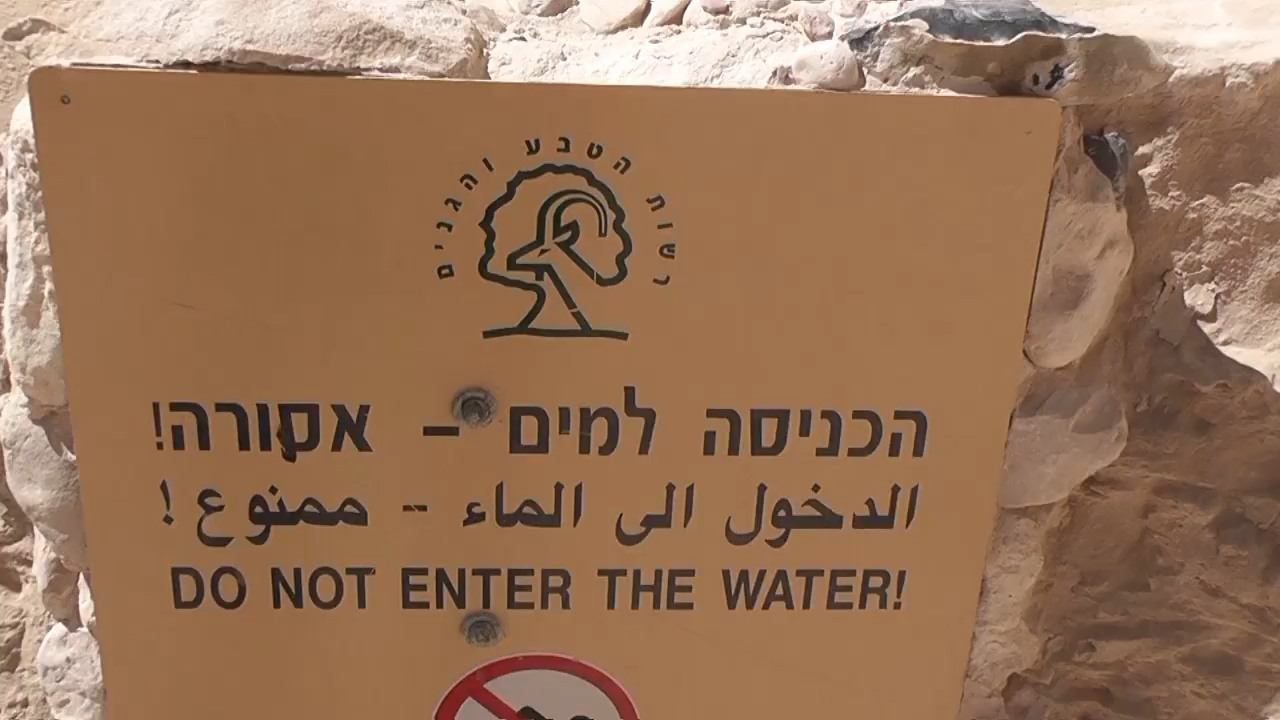 רשות הטבע והגנים
הכניסה למים - אסורה!
الدخول الى الماء - ممنوع !
DO NOT ENTER THE WATER!